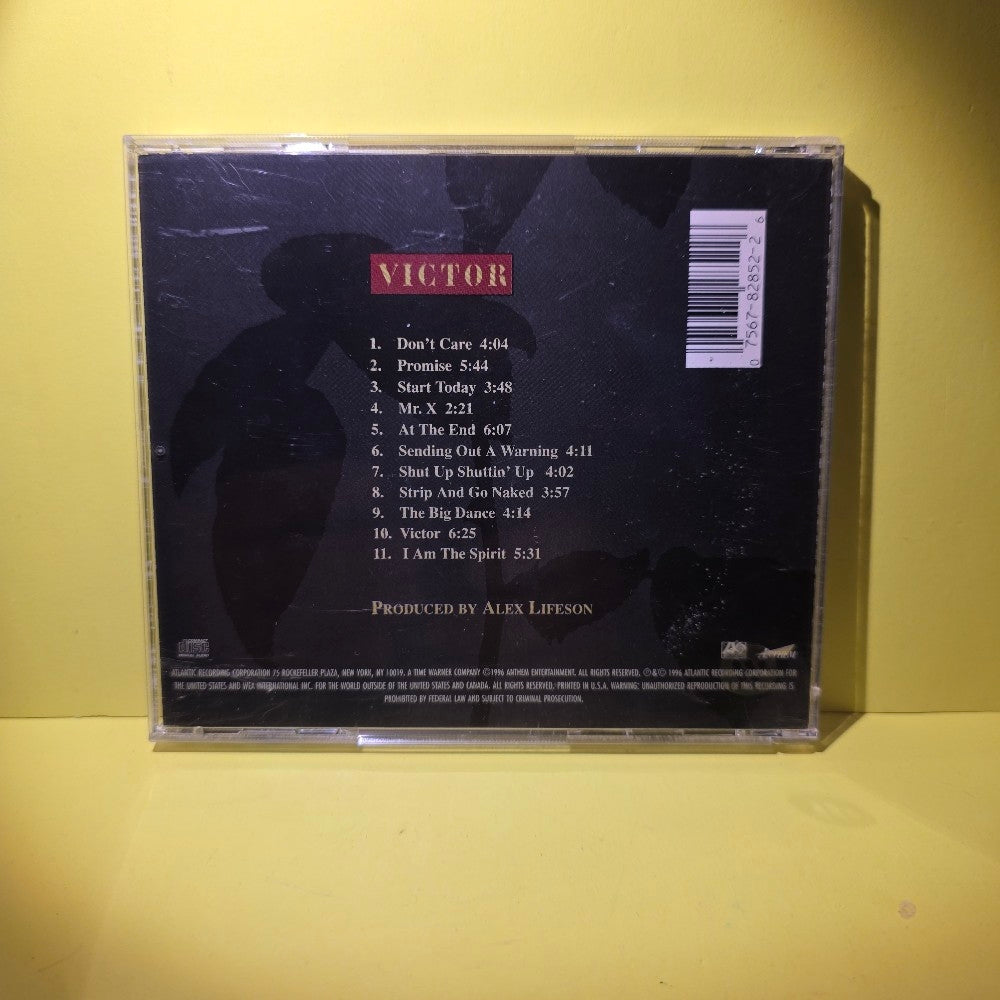 VICTOR
1. Don't Care 4:04
2. Promise 5:44
3. Start Today 3:48
4. Mr. X 2:21
5. At The End 6:07
6. Sending Out A Warning 4:11
7. Shut Up Shuttin' Up 4:02
8. Strip And Go Naked 3:57
9. The Big Dance 4:14
10. Victor 6:25
11. I Am The Spirit 5:31
PRODUCED BY ALEX LIFESON
0 7567-82852-2 6
COMPACT
disc
DIGITAL AUDIO
ATLANTIC RECORDING CORPORATION 75 ROCKEFELLER PLAZA, NEW YORK, NY 10019. A TIME WARNER COMPANY ©1996 ANTHEM ENTERTAINMENT. ALL RIGHTS RESERVED. ℗&© 1996 ATLANTIC RECORDING CORPORATION FOR
THE UNITED STATES AND WEA INTERNATIONAL INC. FOR THE WORLD OUTSIDE OF THE UNITED STATES AND CANADA. ALL RIGHTS RESERVED. PRINTED IN U.S.A. WARNING: UNAUTHORIZED REPRODUCTION OF THIS RECORDING IS
PROHIBITED BY FEDERAL LAW AND SUBJECT TO CRIMINAL PROSECUTION.